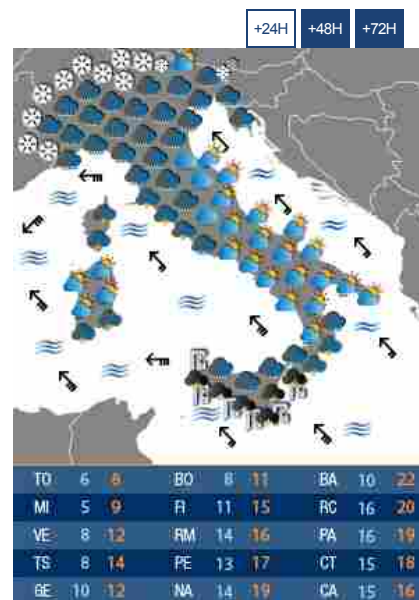 +24H +48H +72H
TO 6 8 BO 8 11 BA 10 22
MI 5 9 FI 11 15 RC 16 20
VE 8 12 RM 14 16 PA 16 19
TS 8 14 PE 13 17 CT 15 18
GE 10 12 NA 14 19 CA 15 16